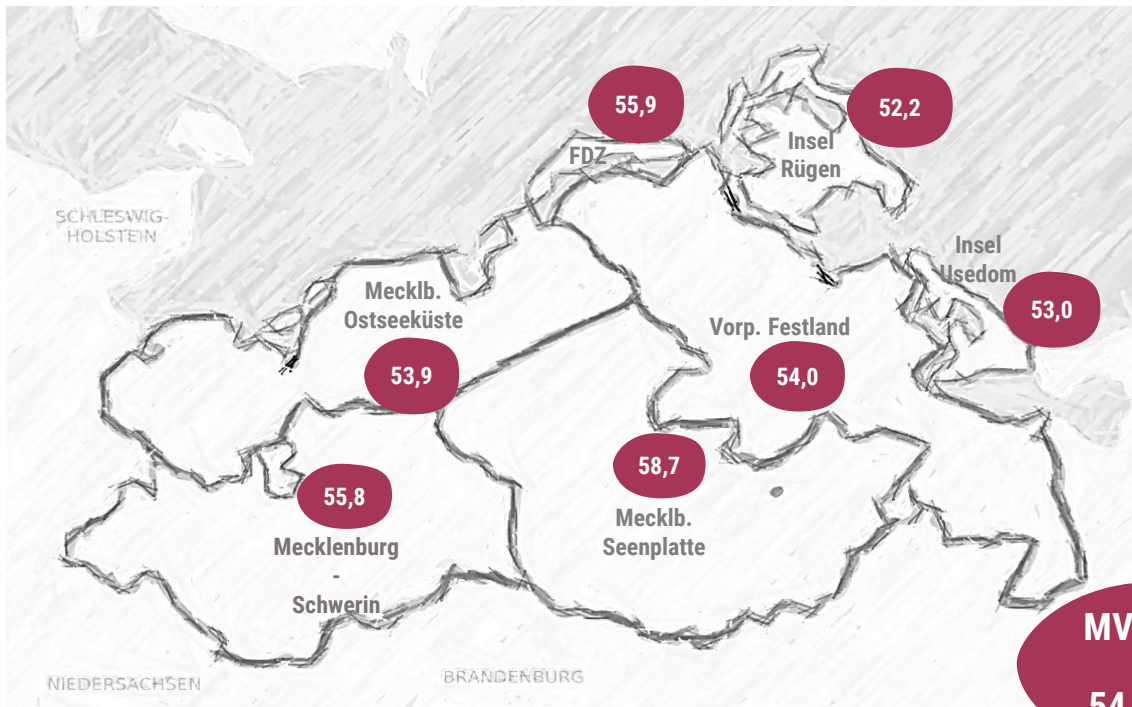 55,9
52,2
FDZ
Insel
Rügen
SCHLESWIG-
HOLSTEIN
Insel
Usedom
Mecklb.
Ostseeküste
53,0
Vorp. Festland
53,9
54,0
58,7
55,8
Mecklb.
Seenplatte
Mecklenburg
-
Schwerin
MV
54
BRANDENBURG
NIEDERSACHSEN